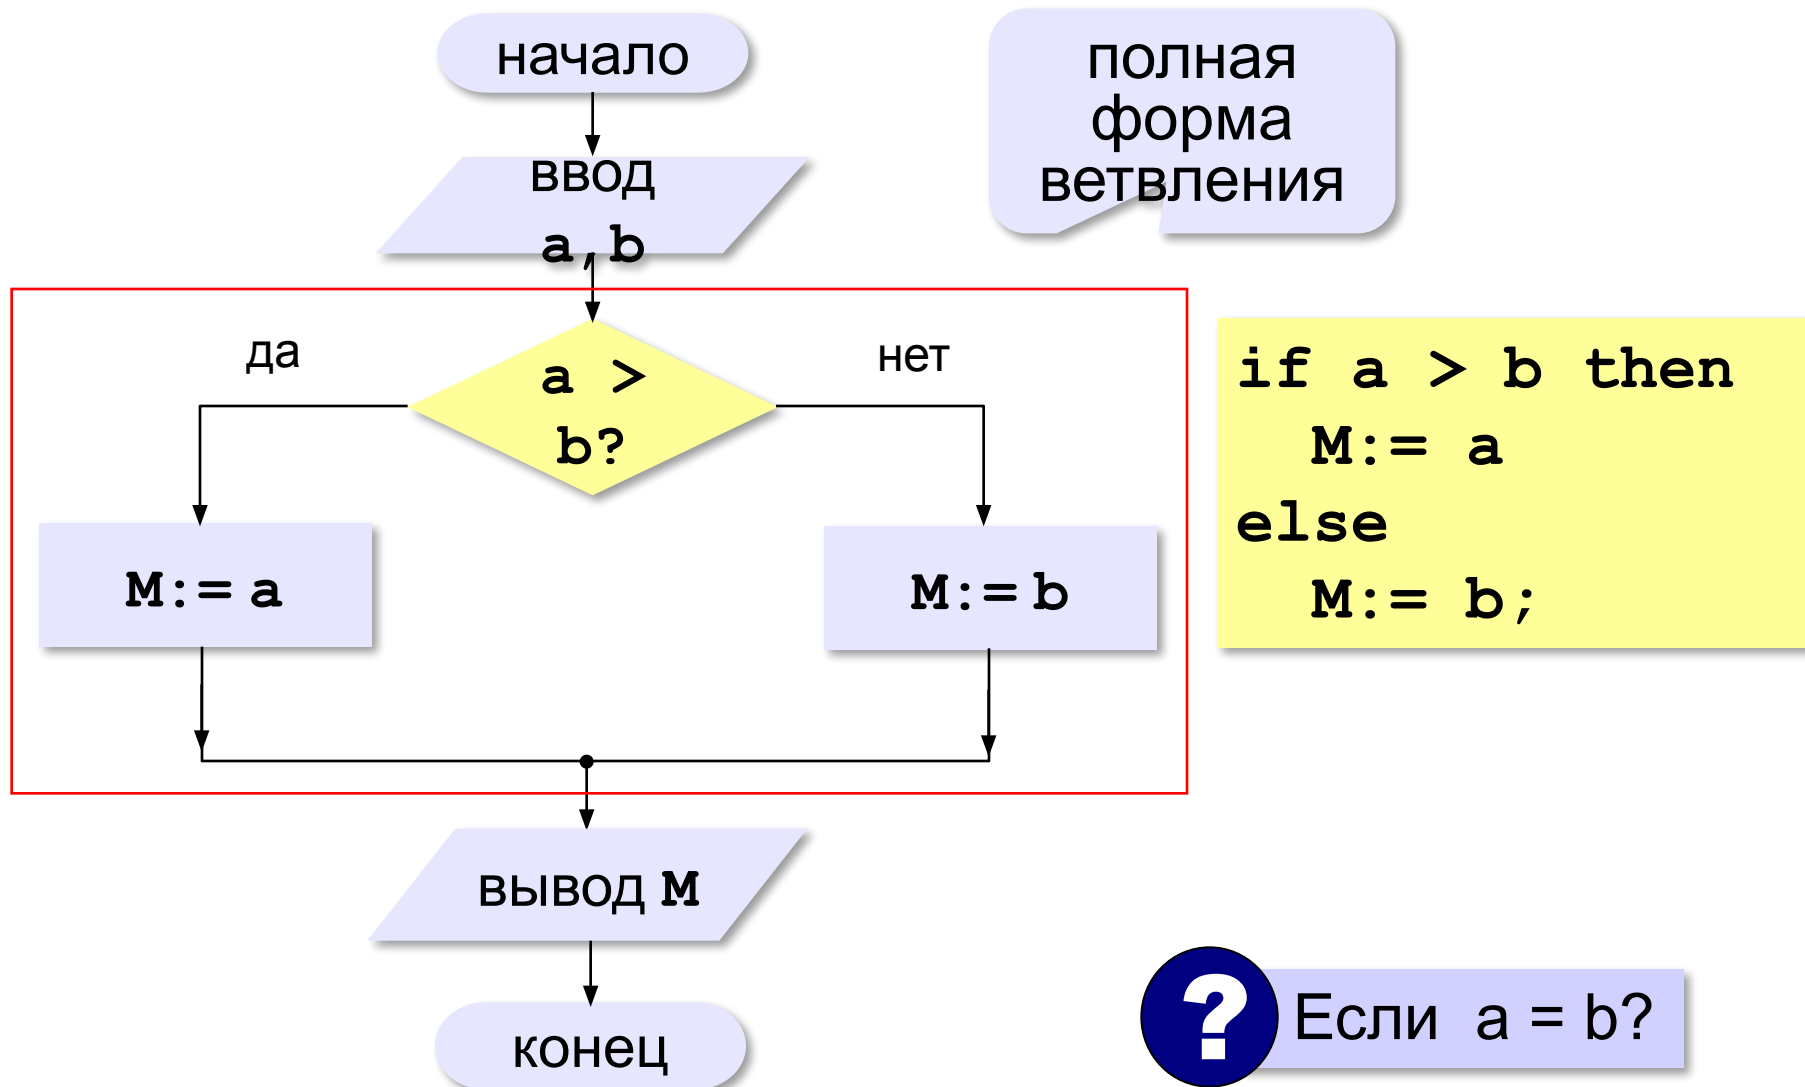 начало
полная
форма
ветвления
ввод
a,b
да
a >
b?
нет
M:= a
M:= b
if a > b then
M:= a
else
M:= b;
вывод M
конец
? Если a = b?